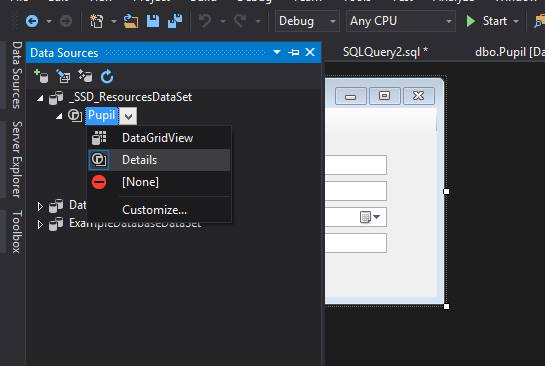 Debug
Any CPU
Start
Data Sources
SQLQuery2.sql *
dbo.Pupil [Da
Data Sources
Server Explorer
Toolbox
_SSD_ResourcesDataSet
Pupil
DataGridView
Details
[None]
Customize...
Dat
ExampleDatabaseDataSet